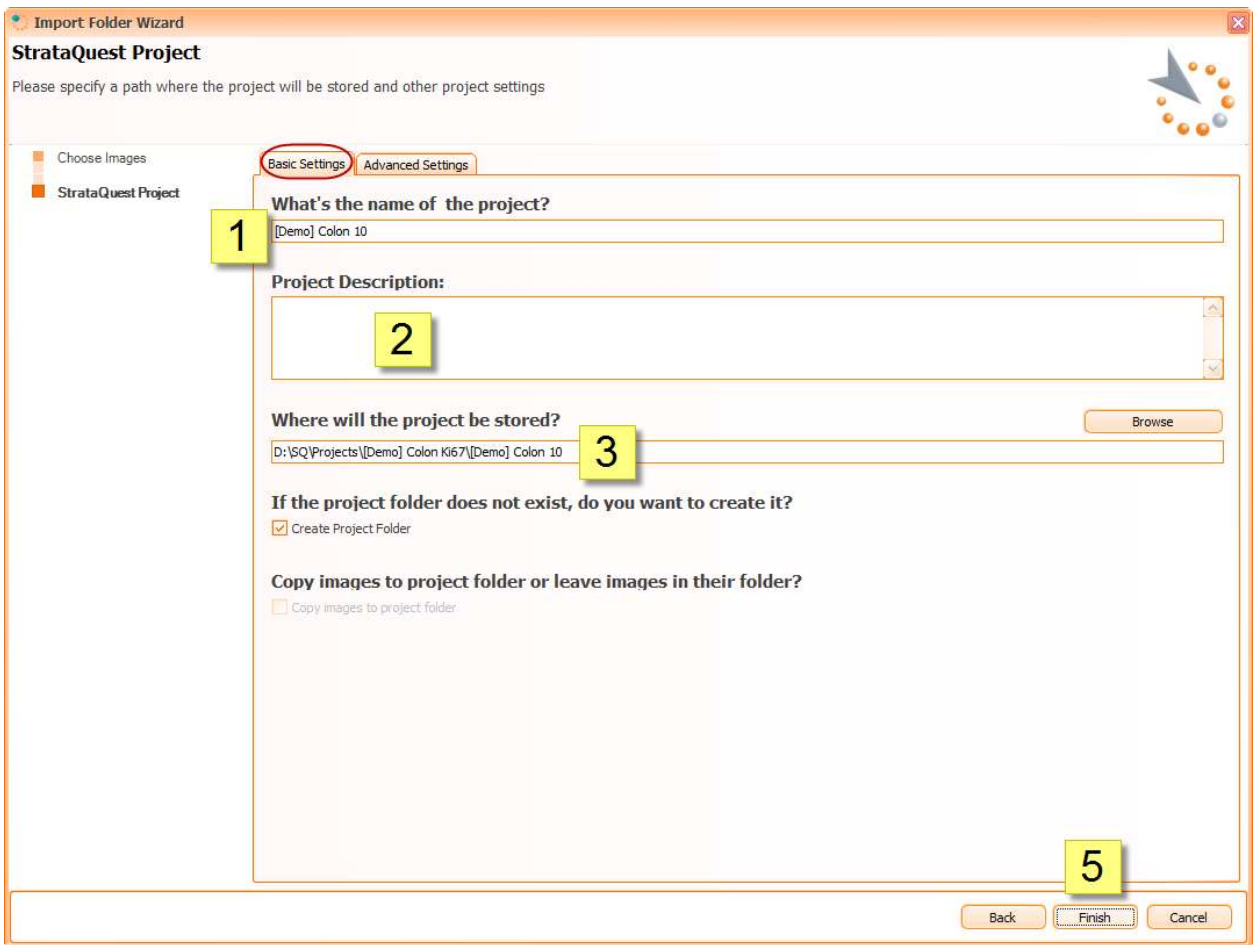 Import Folder Wizard
StrataQuest Project
Please specify a path where the project will be stored and other project settings
Choose Images
StrataQuest Project
Basic Settings Advanced Settings
What's the name of the project?
1
[Demo] Colon 10
Project Description:
2
Where will the project be stored?
Browse
D:\SQ\Projects\[Demo] Colon Ki67\[Demo] Colon 10
3
If the project folder does not exist, do you want to create it?
Create Project Folder
Copy images to project folder or leave images in their folder?
Copy images to project folder
5
Back Finish Cancel